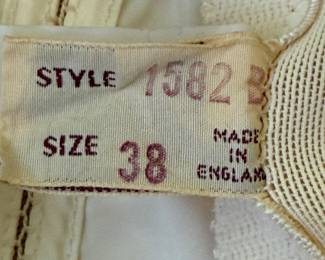 STYLE 1582 B
SIZE 38
MADE
IN
ENGLAND